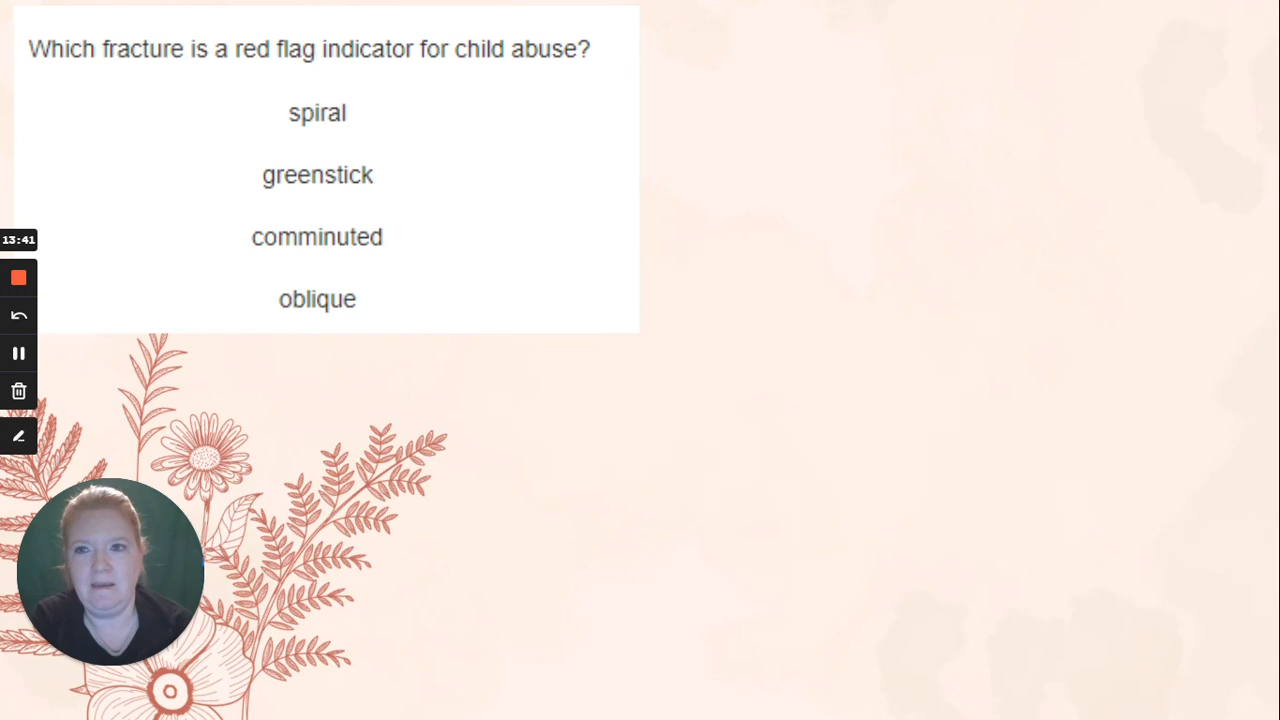 Which fracture is a red flag indicator for child abuse?
spiral
greenstick
comminuted
13:41
oblique